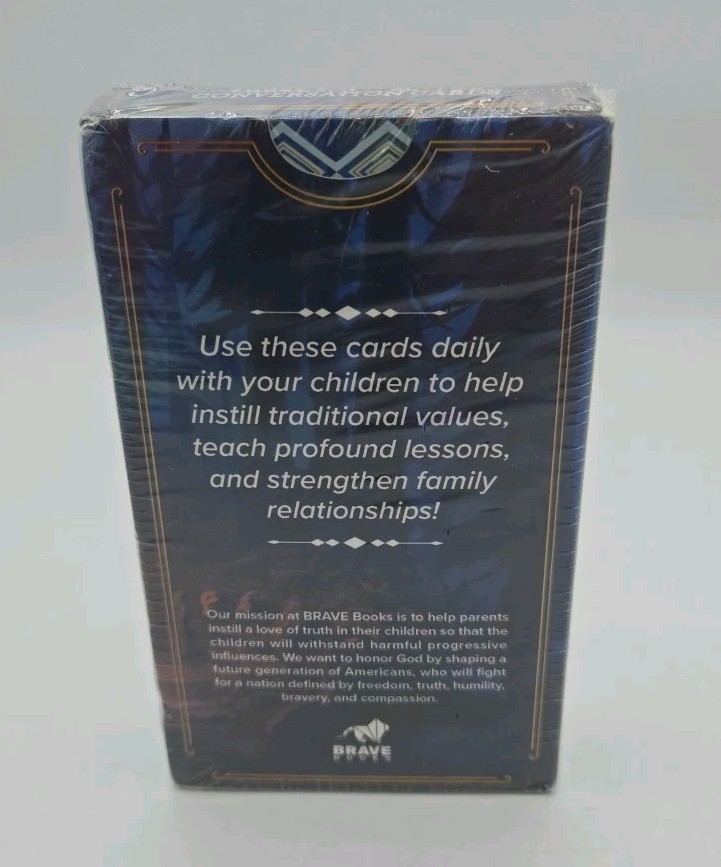 Use these cards daily
with your children to help
instill traditional values,
teach profound lessons,
and strengthen family
relationships!
Our mission at BRAVE Books is to help parents
instill a love of truth in their children so that the
children will withstand harmful progressive
influences. We want to honor God by shaping a
future generation of Americans, who will fight
for a nation defined by freedom, truth, humility,
bravery, and compassion.
BRAVE
BOOKS